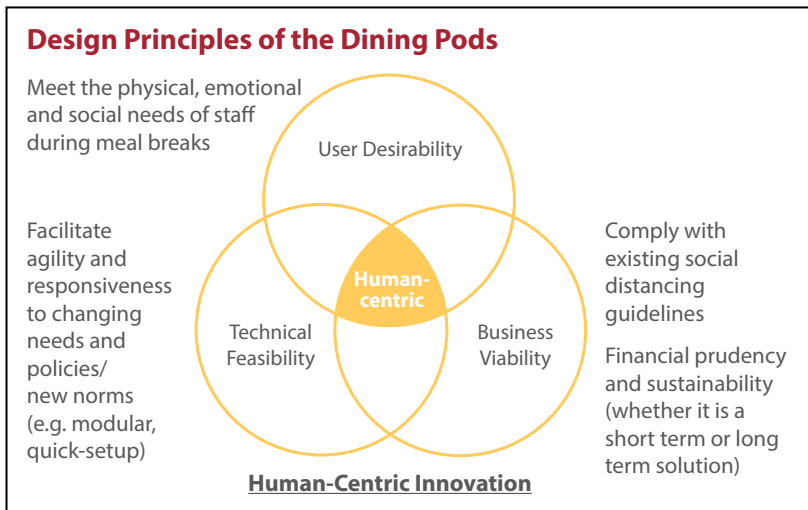 Design Principles of the Dining Pods
Meet the physical, emotional
and social needs of staff
during meal breaks
User Desirability
Facilitate
agility and
responsiveness
to changing
needs and
policies/
new norms
(e.g. modular,
quick-setup)
Human-
centric
Technical
Feasibility
Business
Viability
Comply with
existing social
distancing
guidelines
Financial prudency
and sustainability
(whether it is a
short term or long
term solution)
Human-Centric Innovation